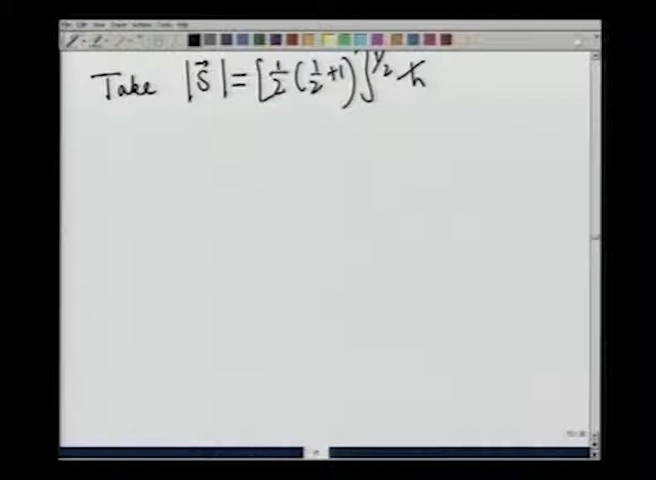 Take |S⃗| = [½(½+1)]^{1/2} ħ